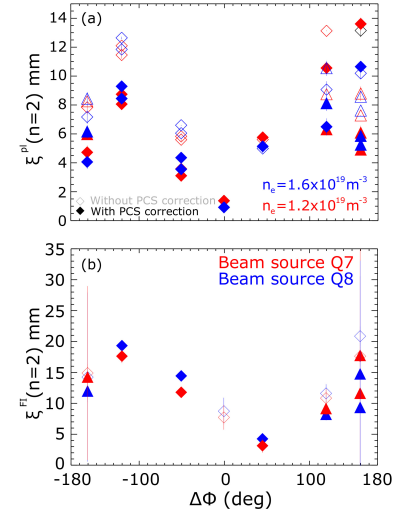 (a)
14
12
10
8
6
4
2
0
ξ^pl(n=2) mm
n_e=1.6x10^19 m^-3
n_e=1.2x10^19 m^-3
Without PCS correction
With PCS correction
(b)
35
30
25
20
15
10
5
0
ξ^FI(n=2) mm
Beam source Q7
Beam source Q8
-180 -100 0 100 180
ΔΦ (deg)